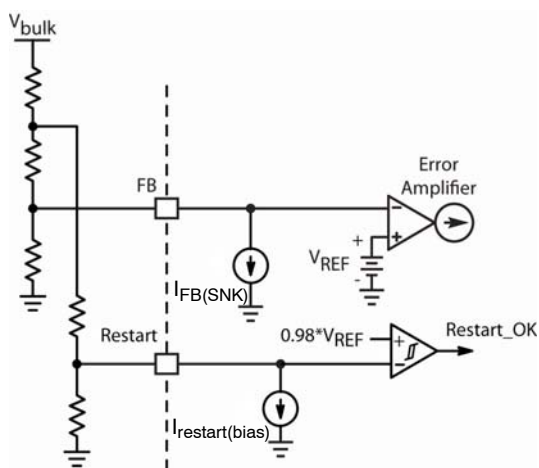 Vbulk
FB
Error
Amplifier
+
VREF
-
IFB(SNK)
Restart
0.98*VREF
Restart_OK
Irestart(bias)